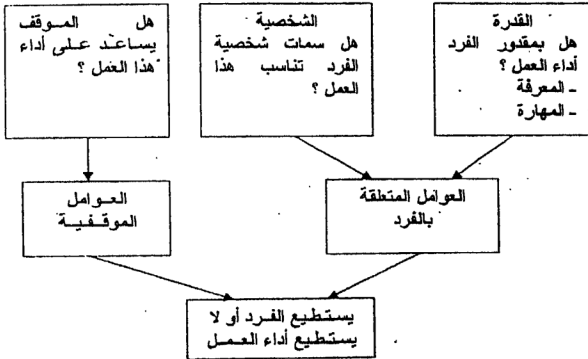 القدرة
هل بمقدور الفرد
أداء العمل ؟
ـ المعرفة
ـ المهارة
الشخصية
هل سمات شخصية
الفرد تناسب هذا
العمل ؟
هل الموقف
يساعد على أداء
هذا العمل ؟
العوامل المتعلقة
بالفرد
العوامل
الموقفية
يستطيع الفرد أو لا
يستطيع أداء العمل